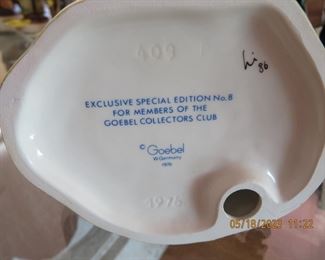 409
86
EXCLUSIVE SPECIAL EDITION No. 8
FOR MEMBERS OF THE
GOEBEL COLLECTORS CLUB
© Goebel
W.Germany
1976
05/18/2023 11:22